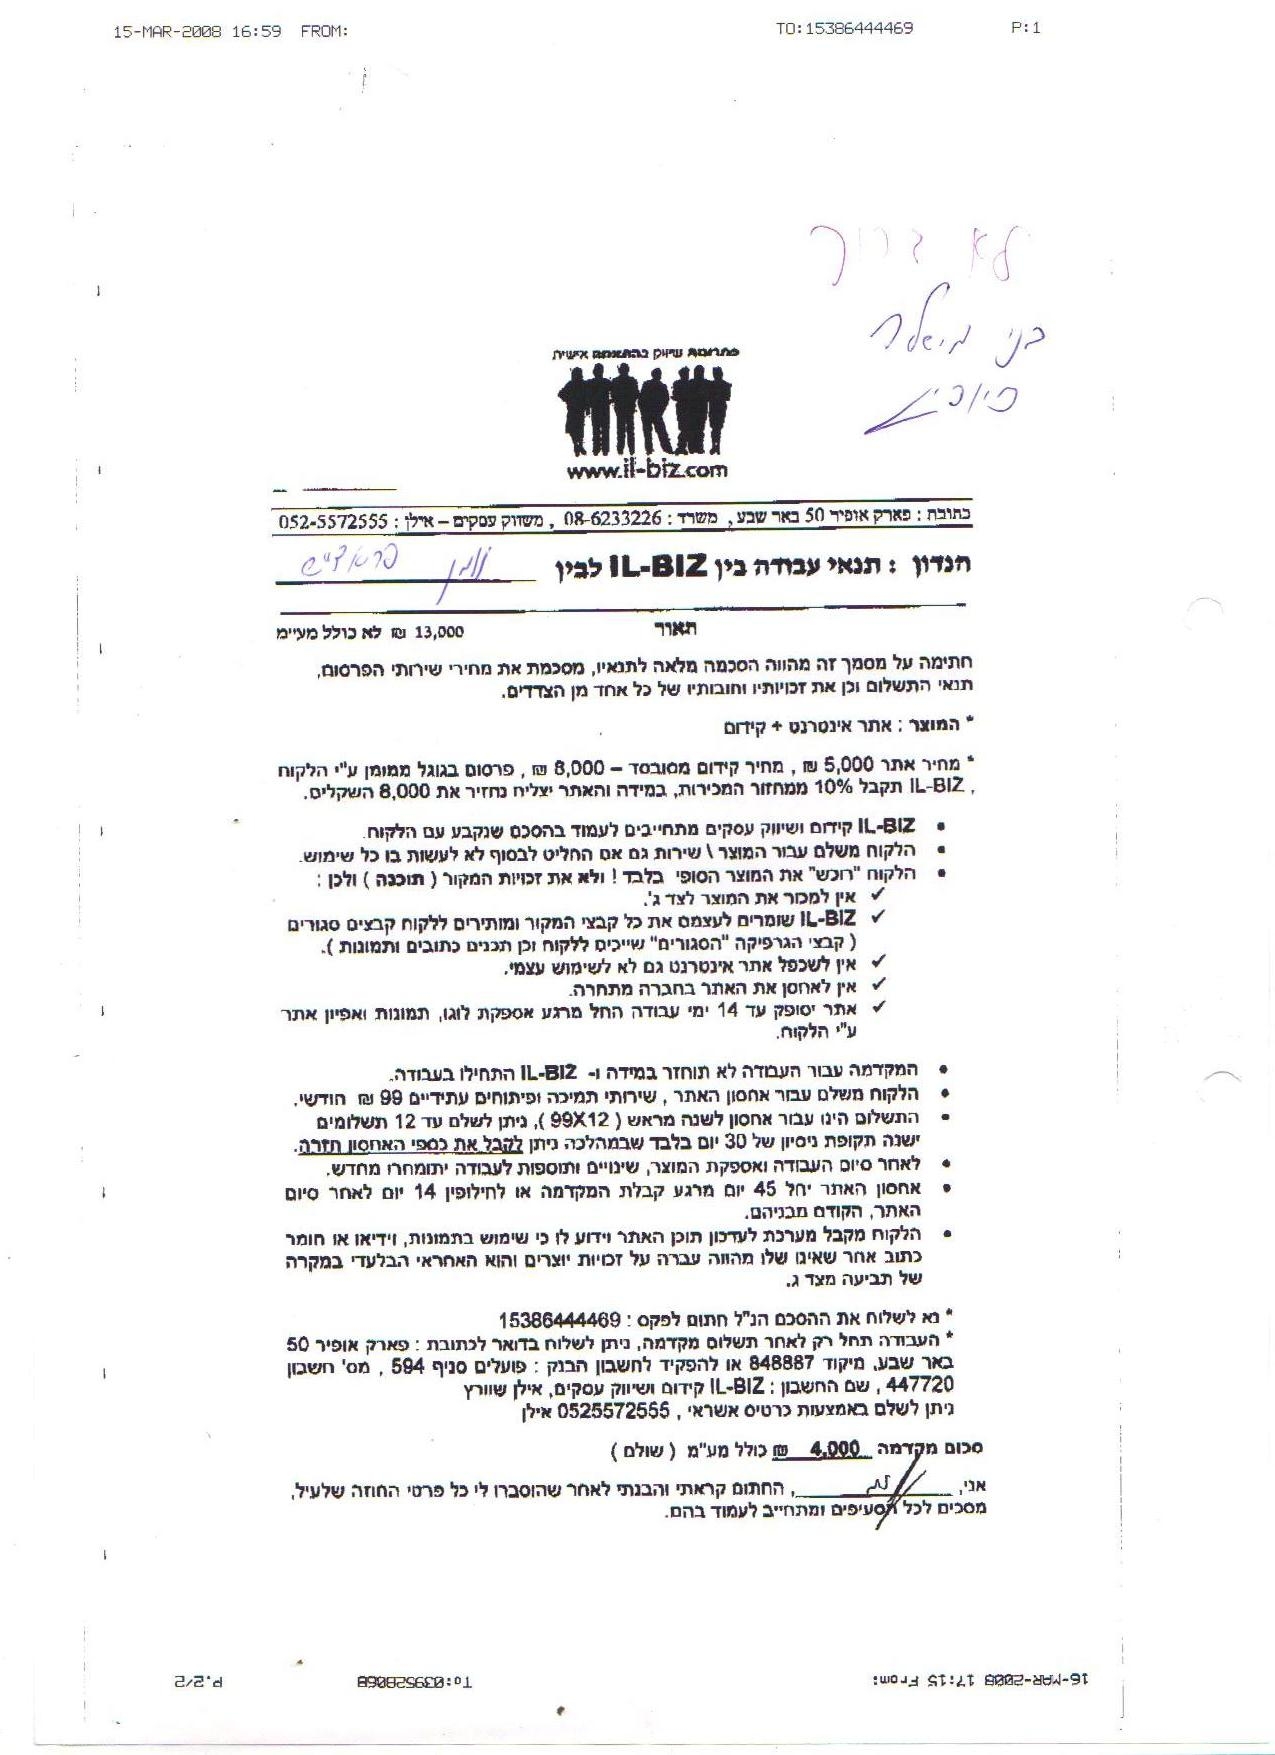 15-MAR-2008 16:59 FROM:
TO:15386444469
P:1
לא
בני
פתרונות שיווק בהתאמה אישית
www.il-biz.com
כתובת : פארק אופיר 50 באר שבע , משרד : 08-6233226 , משווק עסקים – אילן : 052-5572555
הנדון : תנאי עבודה בין IL-BIZ לבין
תאור
13,000 ₪ לא כולל מע״מ
חתימה על מסמך זה מהווה הסכמה מלאה לתנאיו, מסכמת את מחירי שירותי הפרסום,
תנאי התשלום וכן את זכויותיו וחובותיו של כל אחד מן הצדדים.
* המוצר : אתר אינטרנט + קידום
* מחיר אתר 5,000 ₪ , מחיר קידום מסובסד – 8,000 ₪ , פרסום בגוגל ממומן ע"י הלקוח
, IL-BIZ תקבל 10% ממחזור המכירות, במידה והאתר יצליח נחזיר את 8,000 השקלים.
• IL-BIZ קידום ושיווק עסקים מתחייבים לעמוד בהסכם שנקבע עם הלקוח.
• הלקוח משלם עבור המוצר \ שירות גם אם החליט לבסוף לא לעשות בו כל שימוש.
• הלקוח "רוכש" את המוצר הסופי בלבד ! ולא את זכויות המקור ( תוכנה ) ולכן :
✓ אין למכור את המוצר לצד ג'.
✓ IL-BIZ שומרים לעצמם את כל קבצי המקור ומותירים ללקוח קבצים סגורים
( קבצי הגרפיקה "הסגורים" שייכים ללקוח וכן תכנים כתובים ותמונות ).
✓ אין לשכפל אתר אינטרנט גם לא לשימוש עצמי.
✓ אין לאחסן את האתר בחברה מתחרה.
✓ אתר יסופק עד 14 ימי עבודה החל מרגע אספקת לוגו, תמונות ואפיון אתר
ע"י הלקוח.
• המקדמה עבור העבודה לא תוחזר במידה ו- IL-BIZ התחילו בעבודה.
• הלקוח משלם עבור אחסון האתר , שירותי תמיכה ופיתוחים עתידיים 99 ₪ חודשי.
• התשלום הינו עבור אחסון לשנה מראש ( 99X12 ), ניתן לשלם עד 12 תשלומים
ישנה תקופת ניסיון של 30 יום בלבד שבמהלכה ניתן לקבל את כספי האחסון חזרה.
• לאחר סיום העבודה ואספקת המוצר, שינויים ותוספות לעבודה יתומחרו מחדש.
• אחסון האתר יחל 45 יום מרגע קבלת המקדמה או לחילופין 14 יום לאחר סיום
האתר, הקודם מבניהם.
• הלקוח מקבל מערכת לעדכון תוכן האתר וידוע לו כי שימוש בתמונות, וידיאו או חומר
כתוב אחר שאינו שלו מהווה עברה על זכויות יוצרים והוא האחראי הבלעדי במקרה
של תביעה מצד ג.
* נא לשלוח את ההסכם הנ"ל חתום לפקס : 15386444469
* העבודה תחל רק לאחר תשלום מקדמה, ניתן לשלוח בדואר לכתובת : פארק אופיר 50
באר שבע, מיקוד 848887 או להפקיד לחשבון הבנק : פועלים סניף 594 , מס' חשבון
447720 , שם החשבון : IL-BIZ קידום ושיווק עסקים, אילן שוורץ
ניתן לשלם באמצעות כרטיס אשראי , 0525572555 אילן
סכום מקדמה 4,000 ₪ כולל מע"מ ( שולם )
אני, , החתום קראתי והבנתי לאחר שהוסברו לי כל פרטי החוזה שלעיל,
מסכים לכל הסעיפים ומתחייב לעמוד בהם.
16-MAR-2008 17:15 From:
To:039528068
P.2/2